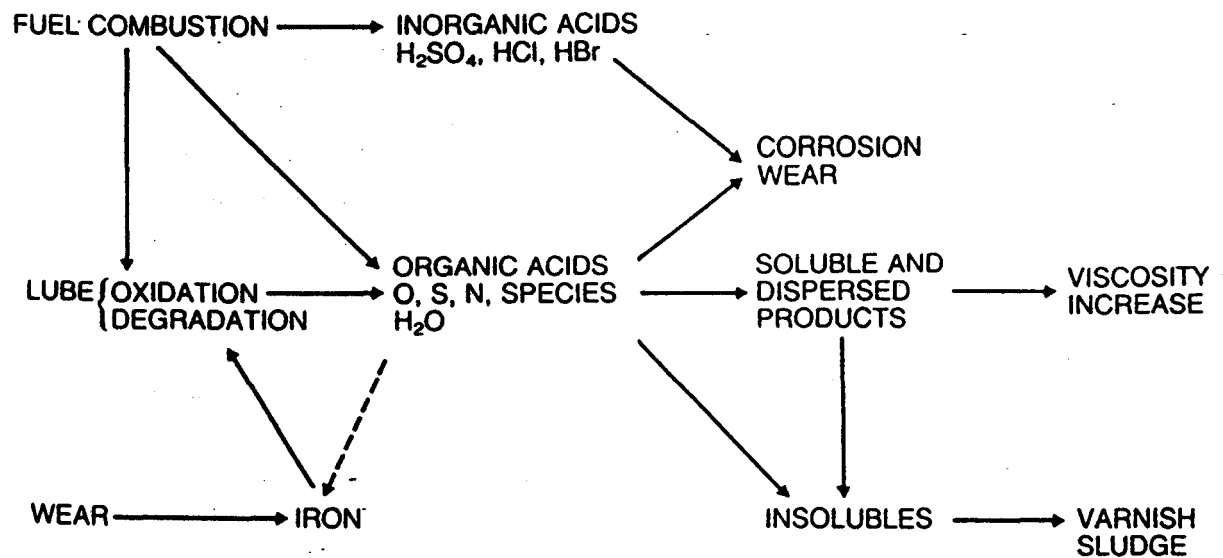 FUEL COMBUSTION
INORGANIC ACIDS
H₂SO₄, HCl, HBr
CORROSION
WEAR
LUBE
OXIDATION
DEGRADATION
ORGANIC ACIDS
O, S, N, SPECIES
H₂O
SOLUBLE AND
DISPERSED
PRODUCTS
VISCOSITY
INCREASE
WEAR
IRON
INSOLUBLES
VARNISH
SLUDGE